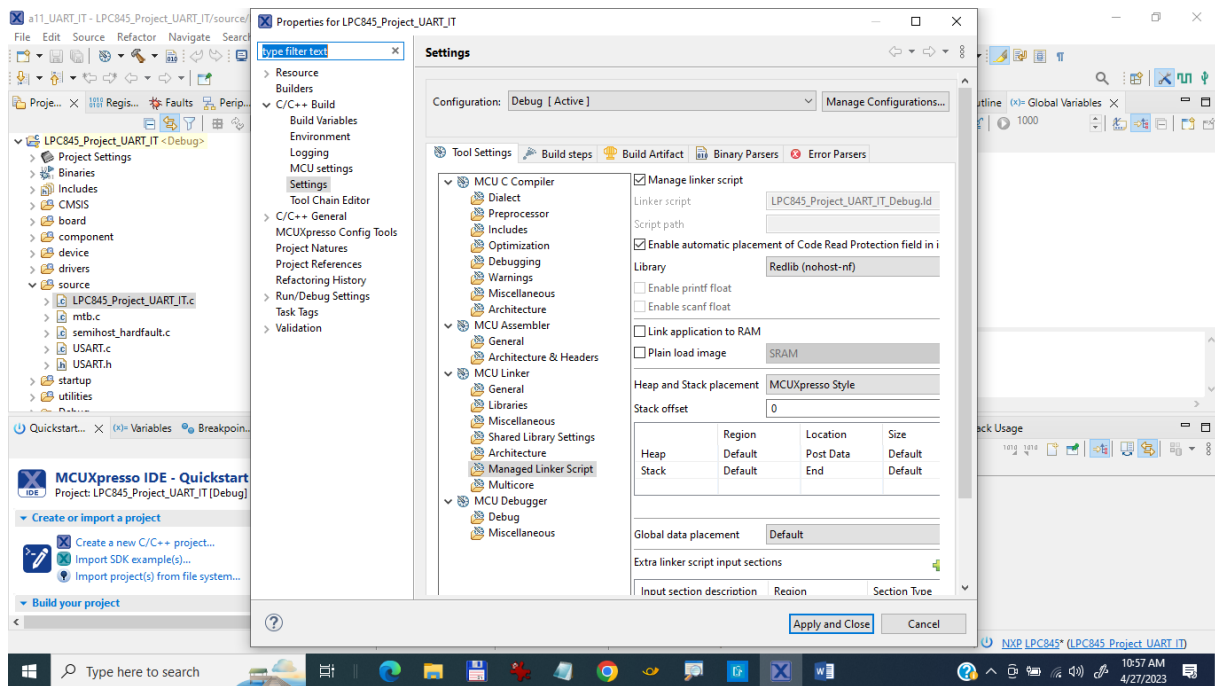 a11_UART_IT - LPC845_Project_UART_IT/source/
File Edit Source Refactor Navigate Search
Proje... Regis... Faults Perip...
LPC845_Project_UART_IT <Debug>
Project Settings
Binaries
Includes
CMSIS
board
component
device
drivers
source
LPC845_Project_UART_IT.c
mtb.c
semihost_hardfault.c
USART.c
USART.h
startup
utilities
Debug
Quickstart... (x)= Variables Breakpoin...
MCUXpresso IDE - Quickstart
IDE
Project: LPC845_Project_UART_IT [Debug]
Create or import a project
Create a new C/C++ project...
Import SDK example(s)...
Import project(s) from file system...
Build your project
Properties for LPC845_Project_UART_IT
type filter text
Resource
Builders
C/C++ Build
Build Variables
Environment
Logging
MCU settings
Settings
Tool Chain Editor
C/C++ General
MCUXpresso Config Tools
Project Natures
Project References
Refactoring History
Run/Debug Settings
Task Tags
Validation
Settings
Configuration: Debug [ Active ] Manage Configurations...
Tool Settings Build steps Build Artifact Binary Parsers Error Parsers
MCU C Compiler
Dialect
Preprocessor
Includes
Optimization
Debugging
Warnings
Miscellaneous
Architecture
MCU Assembler
General
Architecture & Headers
MCU Linker
General
Libraries
Miscellaneous
Shared Library Settings
Architecture
Managed Linker Script
Multicore
MCU Debugger
Debug
Miscellaneous
Manage linker script
Linker script LPC845_Project_UART_IT_Debug.ld
Script path
Enable automatic placement of Code Read Protection field in i
Library Redlib (nohost-nf)
Enable printf float
Enable scanf float
Link application to RAM
Plain load image SRAM
Heap and Stack placement MCUXpresso Style
Stack offset 0
Region Location Size
Heap Default Post Data Default
Stack Default End Default
Global data placement Default
Extra linker script input sections
Input section description Region Section Type
Apply and Close Cancel
utline (x)= Global Variables
1000
ack Usage
NXP LPC845* (LPC845_Project_UART_IT)
Type here to search
10:57 AM
4/27/2023